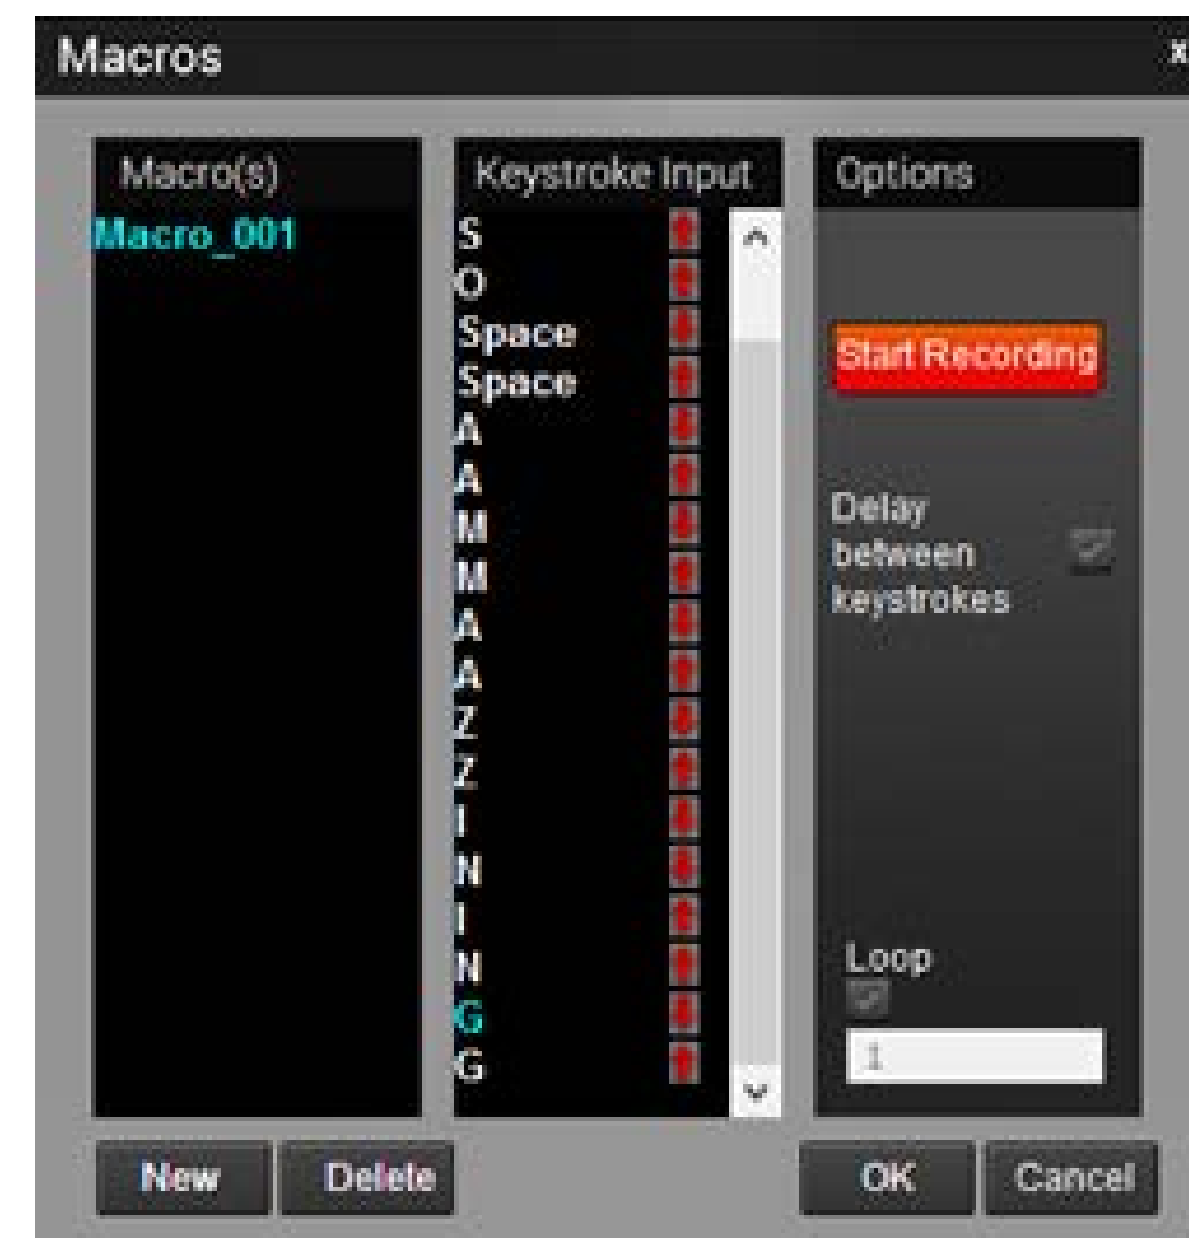 Macros x
Macro(s)
Macro_001
Keystroke Input
S
O
Space
Space
A
A
M
M
A
A
Z
Z
I
N
I
N
G
G
Options
Start Recording
Delay
between
keystrokes
Loop
1
New Delete OK Cancel